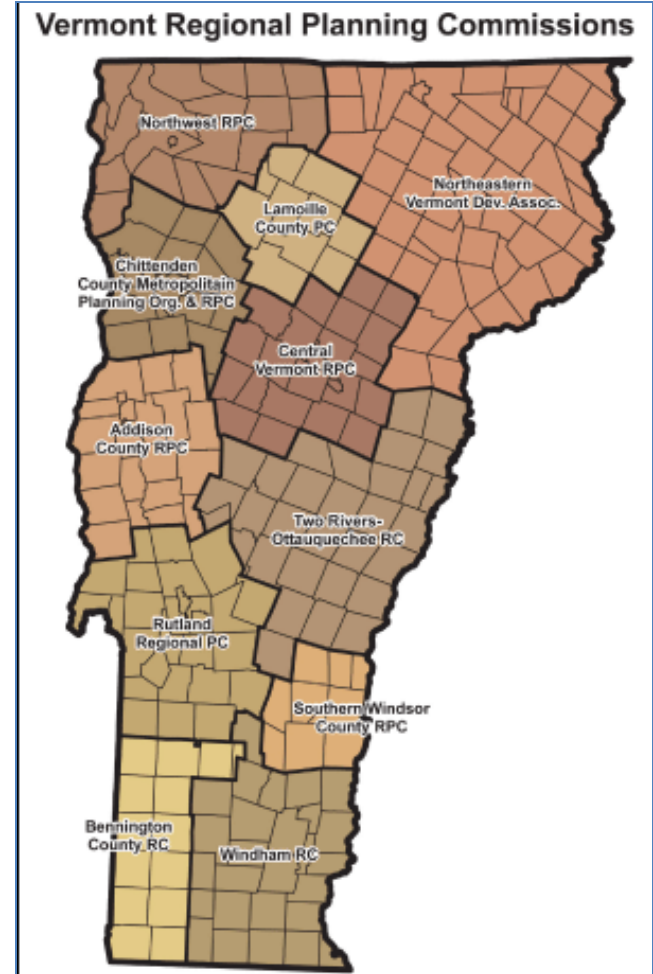 Vermont Regional Planning Commissions
Northwest RPC
Northeastern
Vermont Dev. Assoc.
Lamoille
County PC
Chittenden
County Metropolitain
Planning Org. & RPC
Central
Vermont RPC
Addison
County RPC
Two Rivers-
Ottauquechee RC
Rutland
Regional PC
Southern Windsor
County RPC
Bennington
County RC
Windham RC